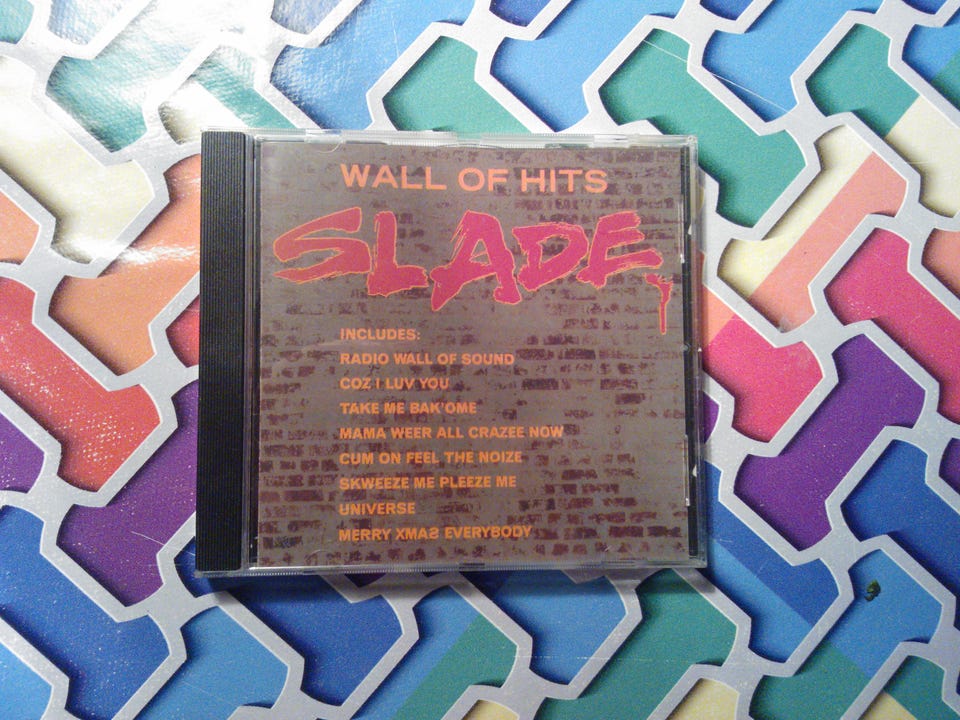 WALL OF HITS
SLADE
INCLUDES:
RADIO WALL OF SOUND
COZ I LUV YOU
TAKE ME BAK'OME
MAMA WEER ALL CRAZEE NOW
CUM ON FEEL THE NOIZE
SKWEEZE ME PLEEZE ME
UNIVERSE
MERRY XMAS EVERYBODY